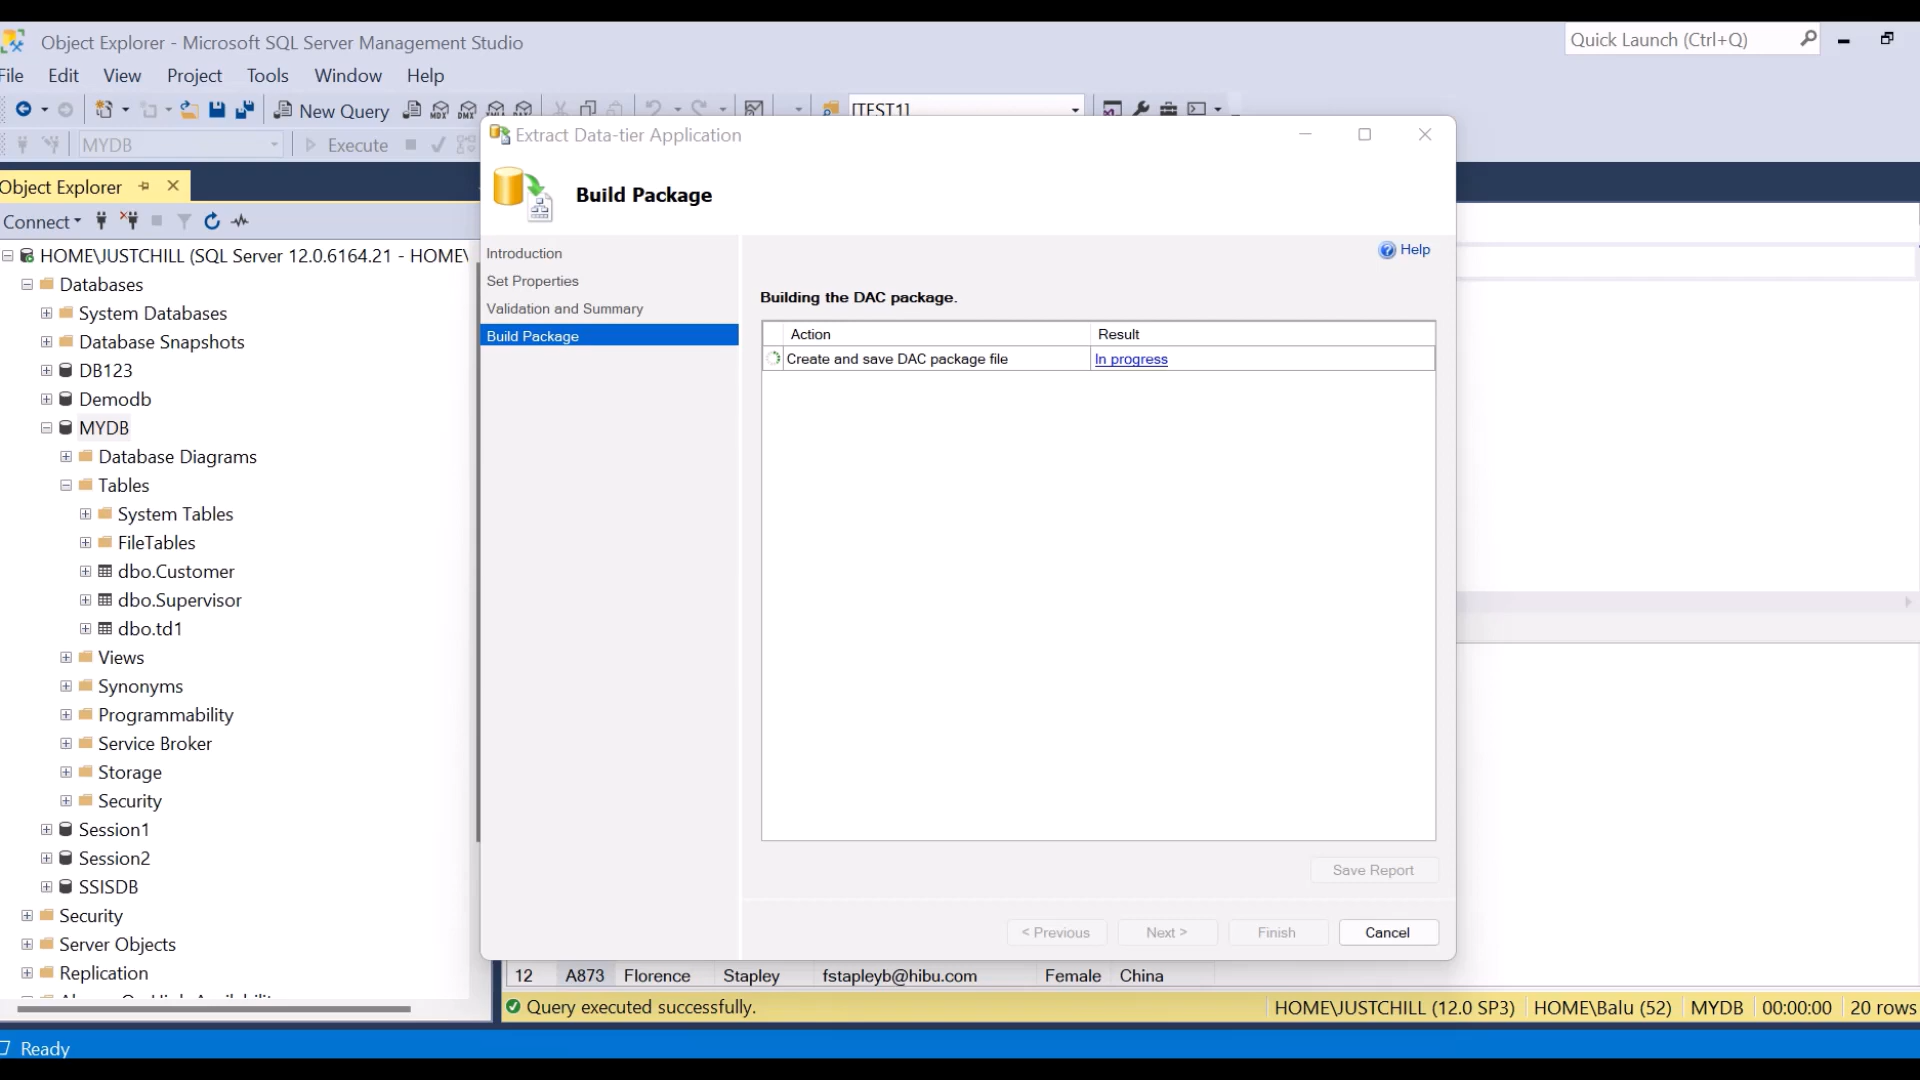 Object Explorer - Microsoft SQL Server Management Studio
Quick Launch (Ctrl+Q)
File Edit View Project Tools Window Help
New Query
[TEST1]
MYDB
Execute
Object Explorer
Connect
HOME\JUSTCHILL (SQL Server 12.0.6164.21 - HOME\
Databases
System Databases
Database Snapshots
DB123
Demodb
MYDB
Database Diagrams
Tables
System Tables
FileTables
dbo.Customer
dbo.Supervisor
dbo.td1
Views
Synonyms
Programmability
Service Broker
Storage
Security
Session1
Session2
SSISDB
Security
Server Objects
Replication
Extract Data-tier Application
Build Package
Introduction
Set Properties
Validation and Summary
Build Package
Help
Building the DAC package.
Action Result
Create and save DAC package file In progress
Save Report
< Previous Next > Finish Cancel
12 A873 Florence Stapley fstapleyb@hibu.com Female China
Query executed successfully. HOME\JUSTCHILL (12.0 SP3) HOME\Balu (52) MYDB 00:00:00 20 rows
Ready